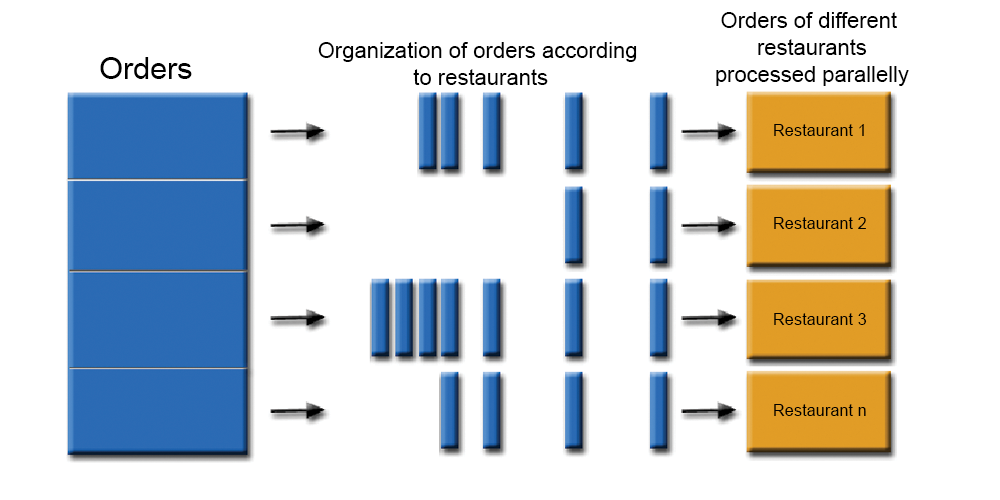 Orders
Organization of orders according
to restaurants
Orders of different
restaurants
processed parallelly
Restaurant 1
Restaurant 2
Restaurant 3
Restaurant n